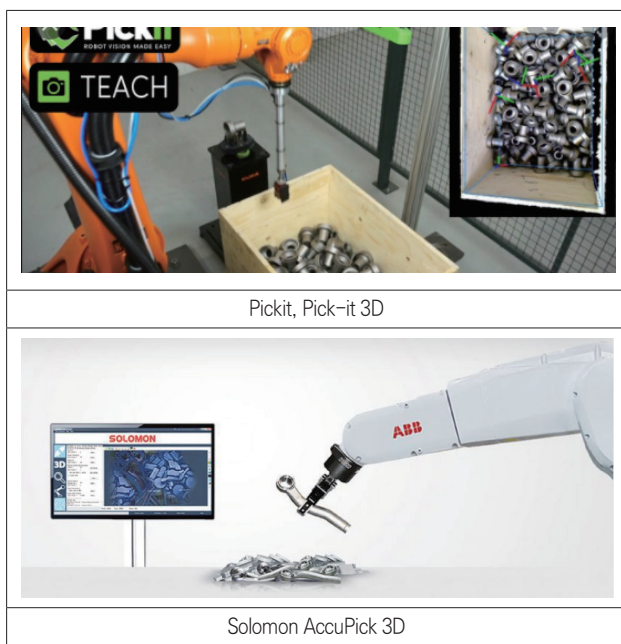 Pickit
ROBOT VISION MADE EASY
TEACH
Pickit, Pick-it 3D
SOLOMON
3D
ABB
Solomon AccuPick 3D